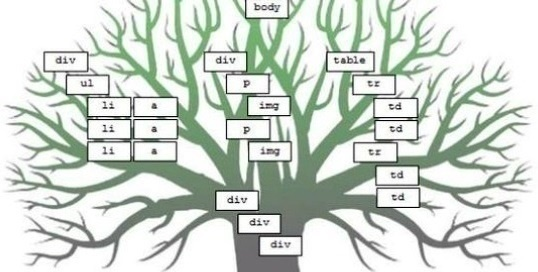 body
div
ul
li a
li a
li a
div
p
img
p
img
table
tr
td
td
tr
td
td
div
div
div